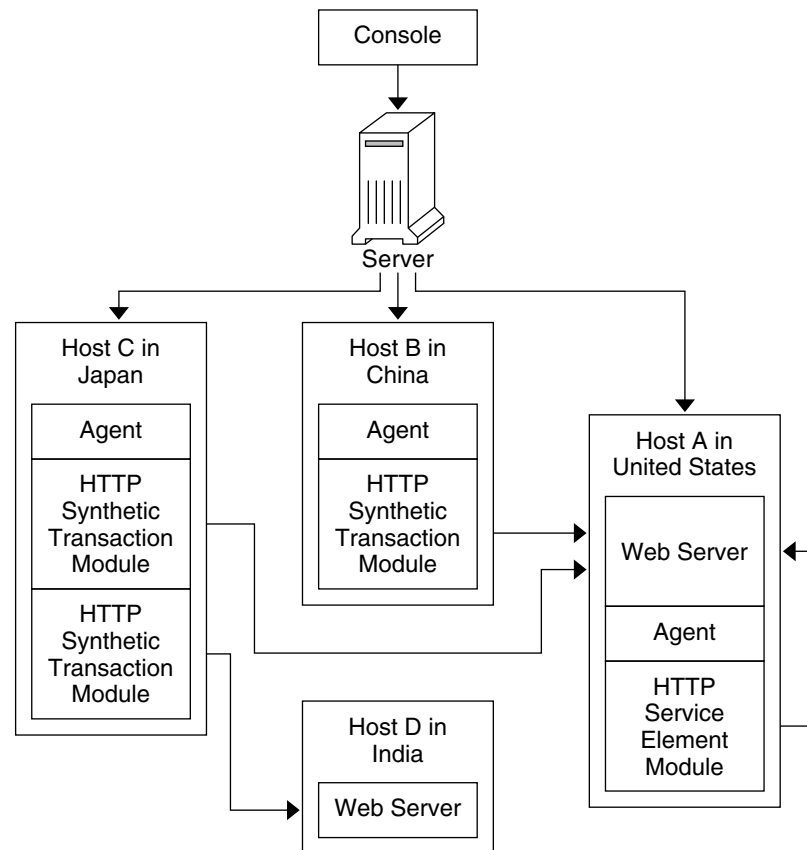 Console
Server
Host C in
Japan
Agent
HTTP
Synthetic
Transaction
Module
HTTP
Synthetic
Transaction
Module
Host B in
China
Agent
HTTP
Synthetic
Transaction
Module
Host A in
United States
Web Server
Agent
HTTP
Service
Element
Module
Host D in
India
Web Server